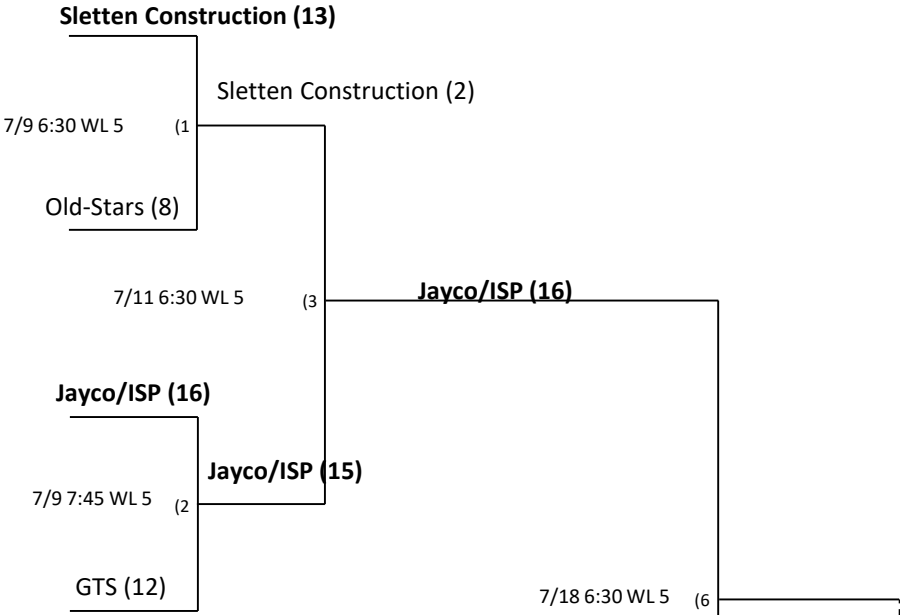 Sletten Construction (13)
Sletten Construction (2)
7/9 6:30 WL 5 (1
Old-Stars (8)
7/11 6:30 WL 5 (3
Jayco/ISP (16)
Jayco/ISP (16)
Jayco/ISP (15)
7/9 7:45 WL 5 (2
GTS (12)
7/18 6:30 WL 5 (6